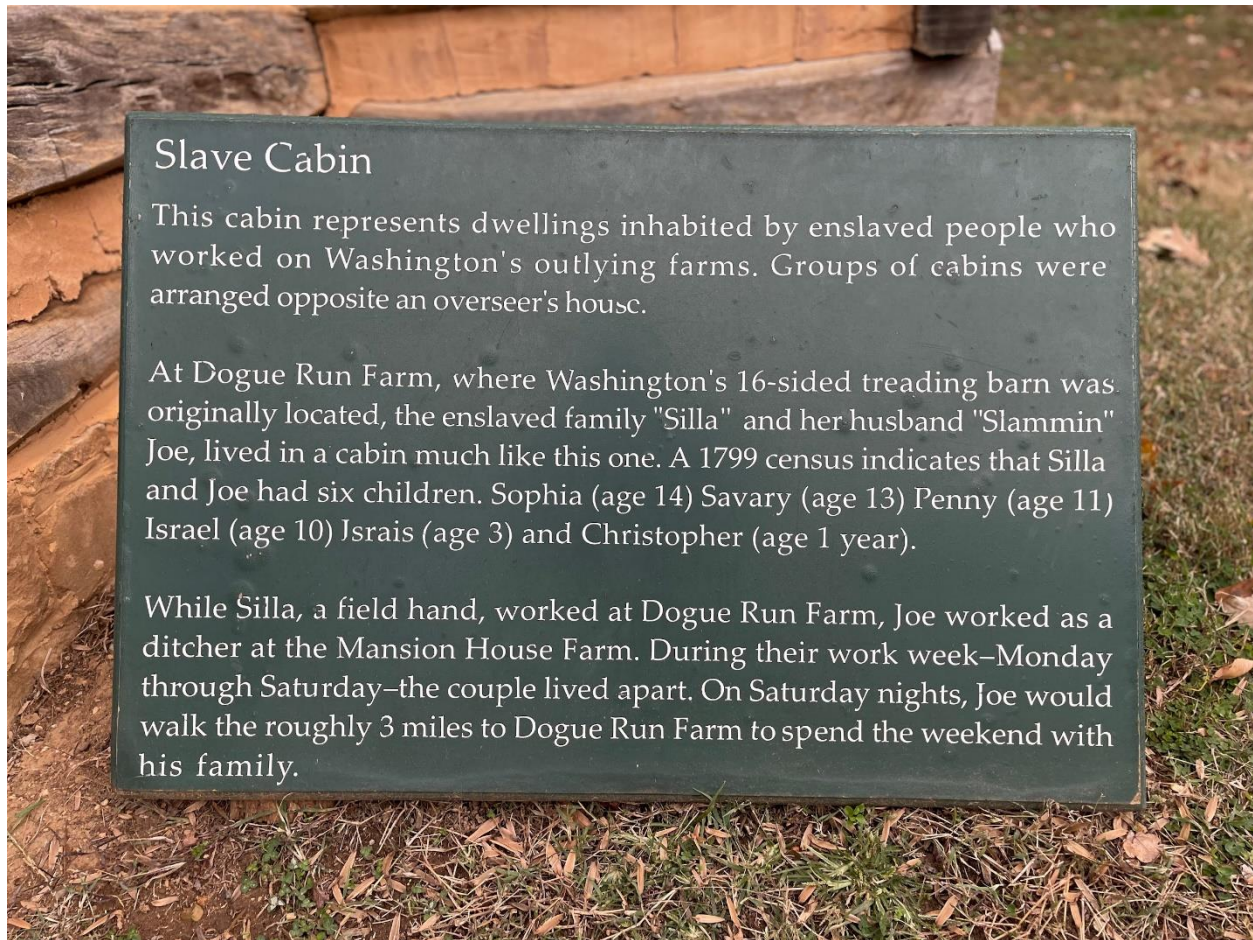 Slave Cabin
This cabin represents dwellings inhabited by enslaved people who
worked on Washington's outlying farms. Groups of cabins were
arranged opposite an overseer's house.
At Dogue Run Farm, where Washington's 16-sided treading barn was
originally located, the enslaved family "Silla" and her husband "Slammin"
Joe, lived in a cabin much like this one. A 1799 census indicates that Silla
and Joe had six children. Sophia (age 14) Savary (age 13) Penny (age 11)
Israel (age 10) Jsrais (age 3) and Christopher (age 1 year).
While Silla, a field hand, worked at Dogue Run Farm, Joe worked as a
ditcher at the Mansion House Farm. During their work week–Monday
through Saturday–the couple lived apart. On Saturday nights, Joe would
walk the roughly 3 miles to Dogue Run Farm to spend the weekend with
his family.